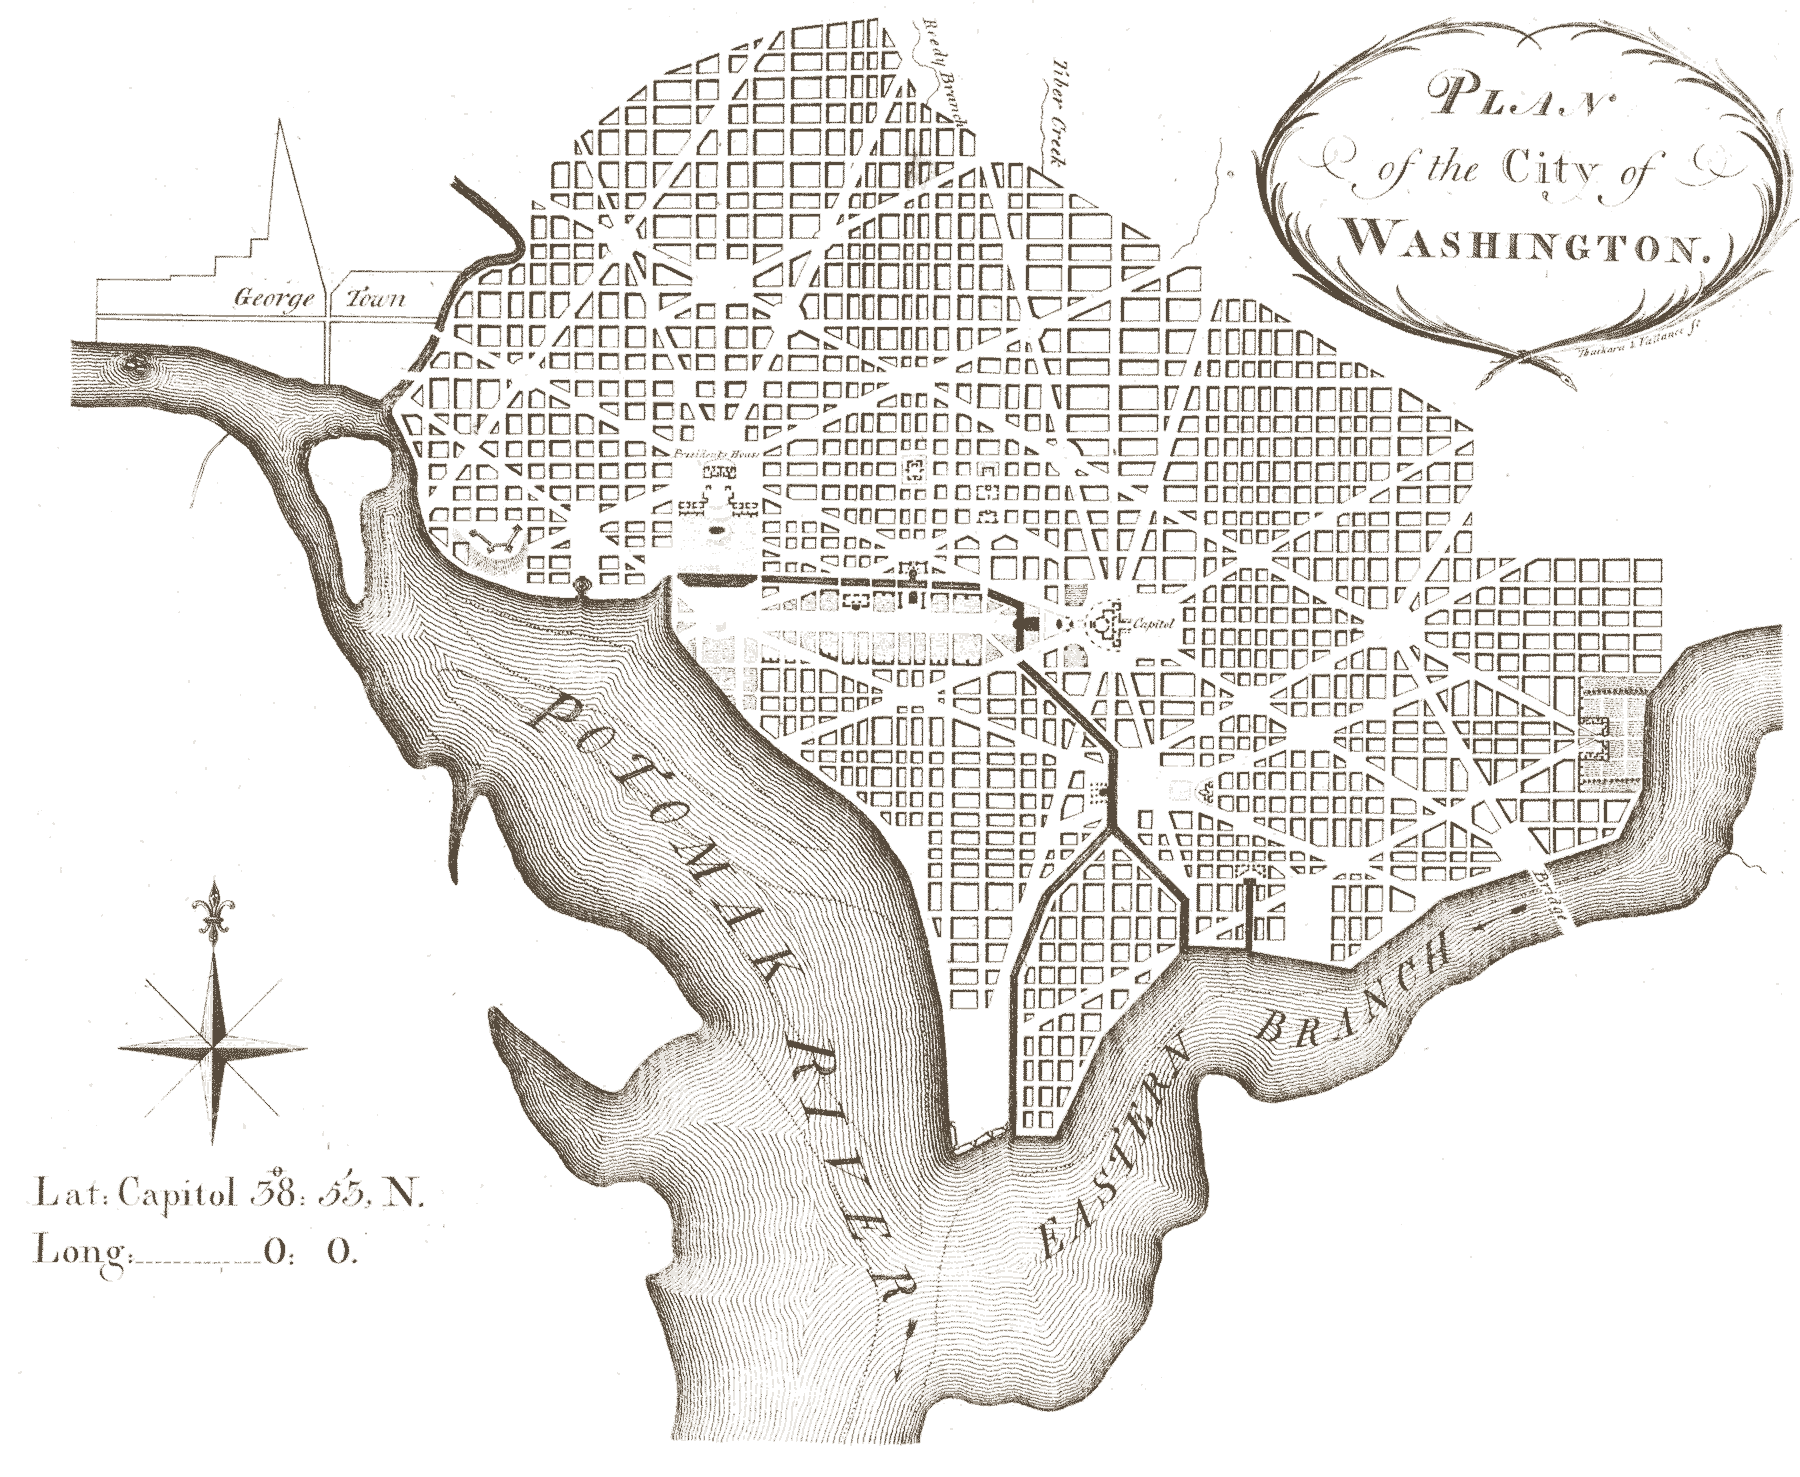 PLAN
of the City of
WASHINGTON.
Thackara & Vallance sc
Reedy Branch
Tiber Creek
George Town
Presidents House
Capitol
POTOMAK RIVER
EASTERN BRANCH
Bridge
Lat: Capitol 38°: 53', N.
Long: 0: 0.